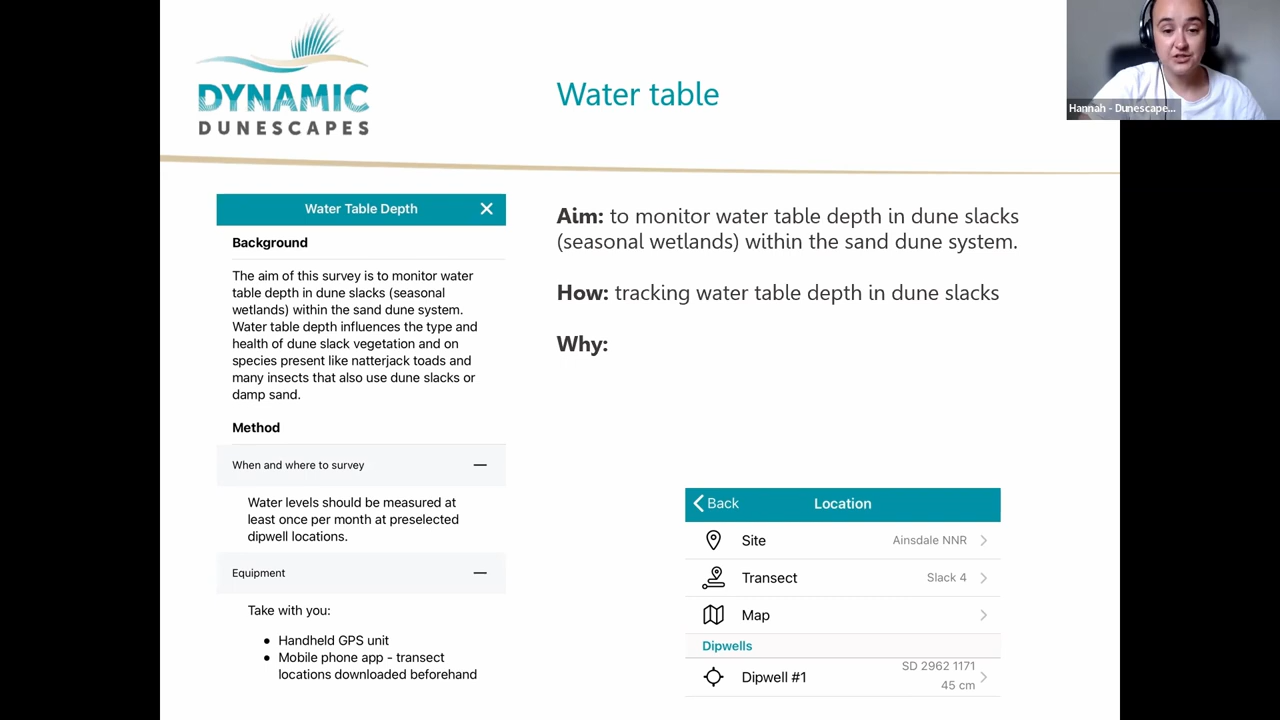 DYNAMIC
DUNESCAPES
Water table
Hannah - Dunescape...
Water Table Depth
Background
The aim of this survey is to monitor water
table depth in dune slacks (seasonal
wetlands) within the sand dune system.
Water table depth influences the type and
health of dune slack vegetation and on
species present like natterjack toads and
many insects that also use dune slacks or
damp sand.
Method
When and where to survey
Water levels should be measured at
least once per month at preselected
dipwell locations.
Equipment
Take with you:
● Handheld GPS unit
● Mobile phone app - transect
locations downloaded beforehand
Aim: to monitor water table depth in dune slacks
(seasonal wetlands) within the sand dune system.
How: tracking water table depth in dune slacks
Why:
Back Location
Site Ainsdale NNR
Transect Slack 4
Map
Dipwells
Dipwell #1 SD 2962 1171
45 cm